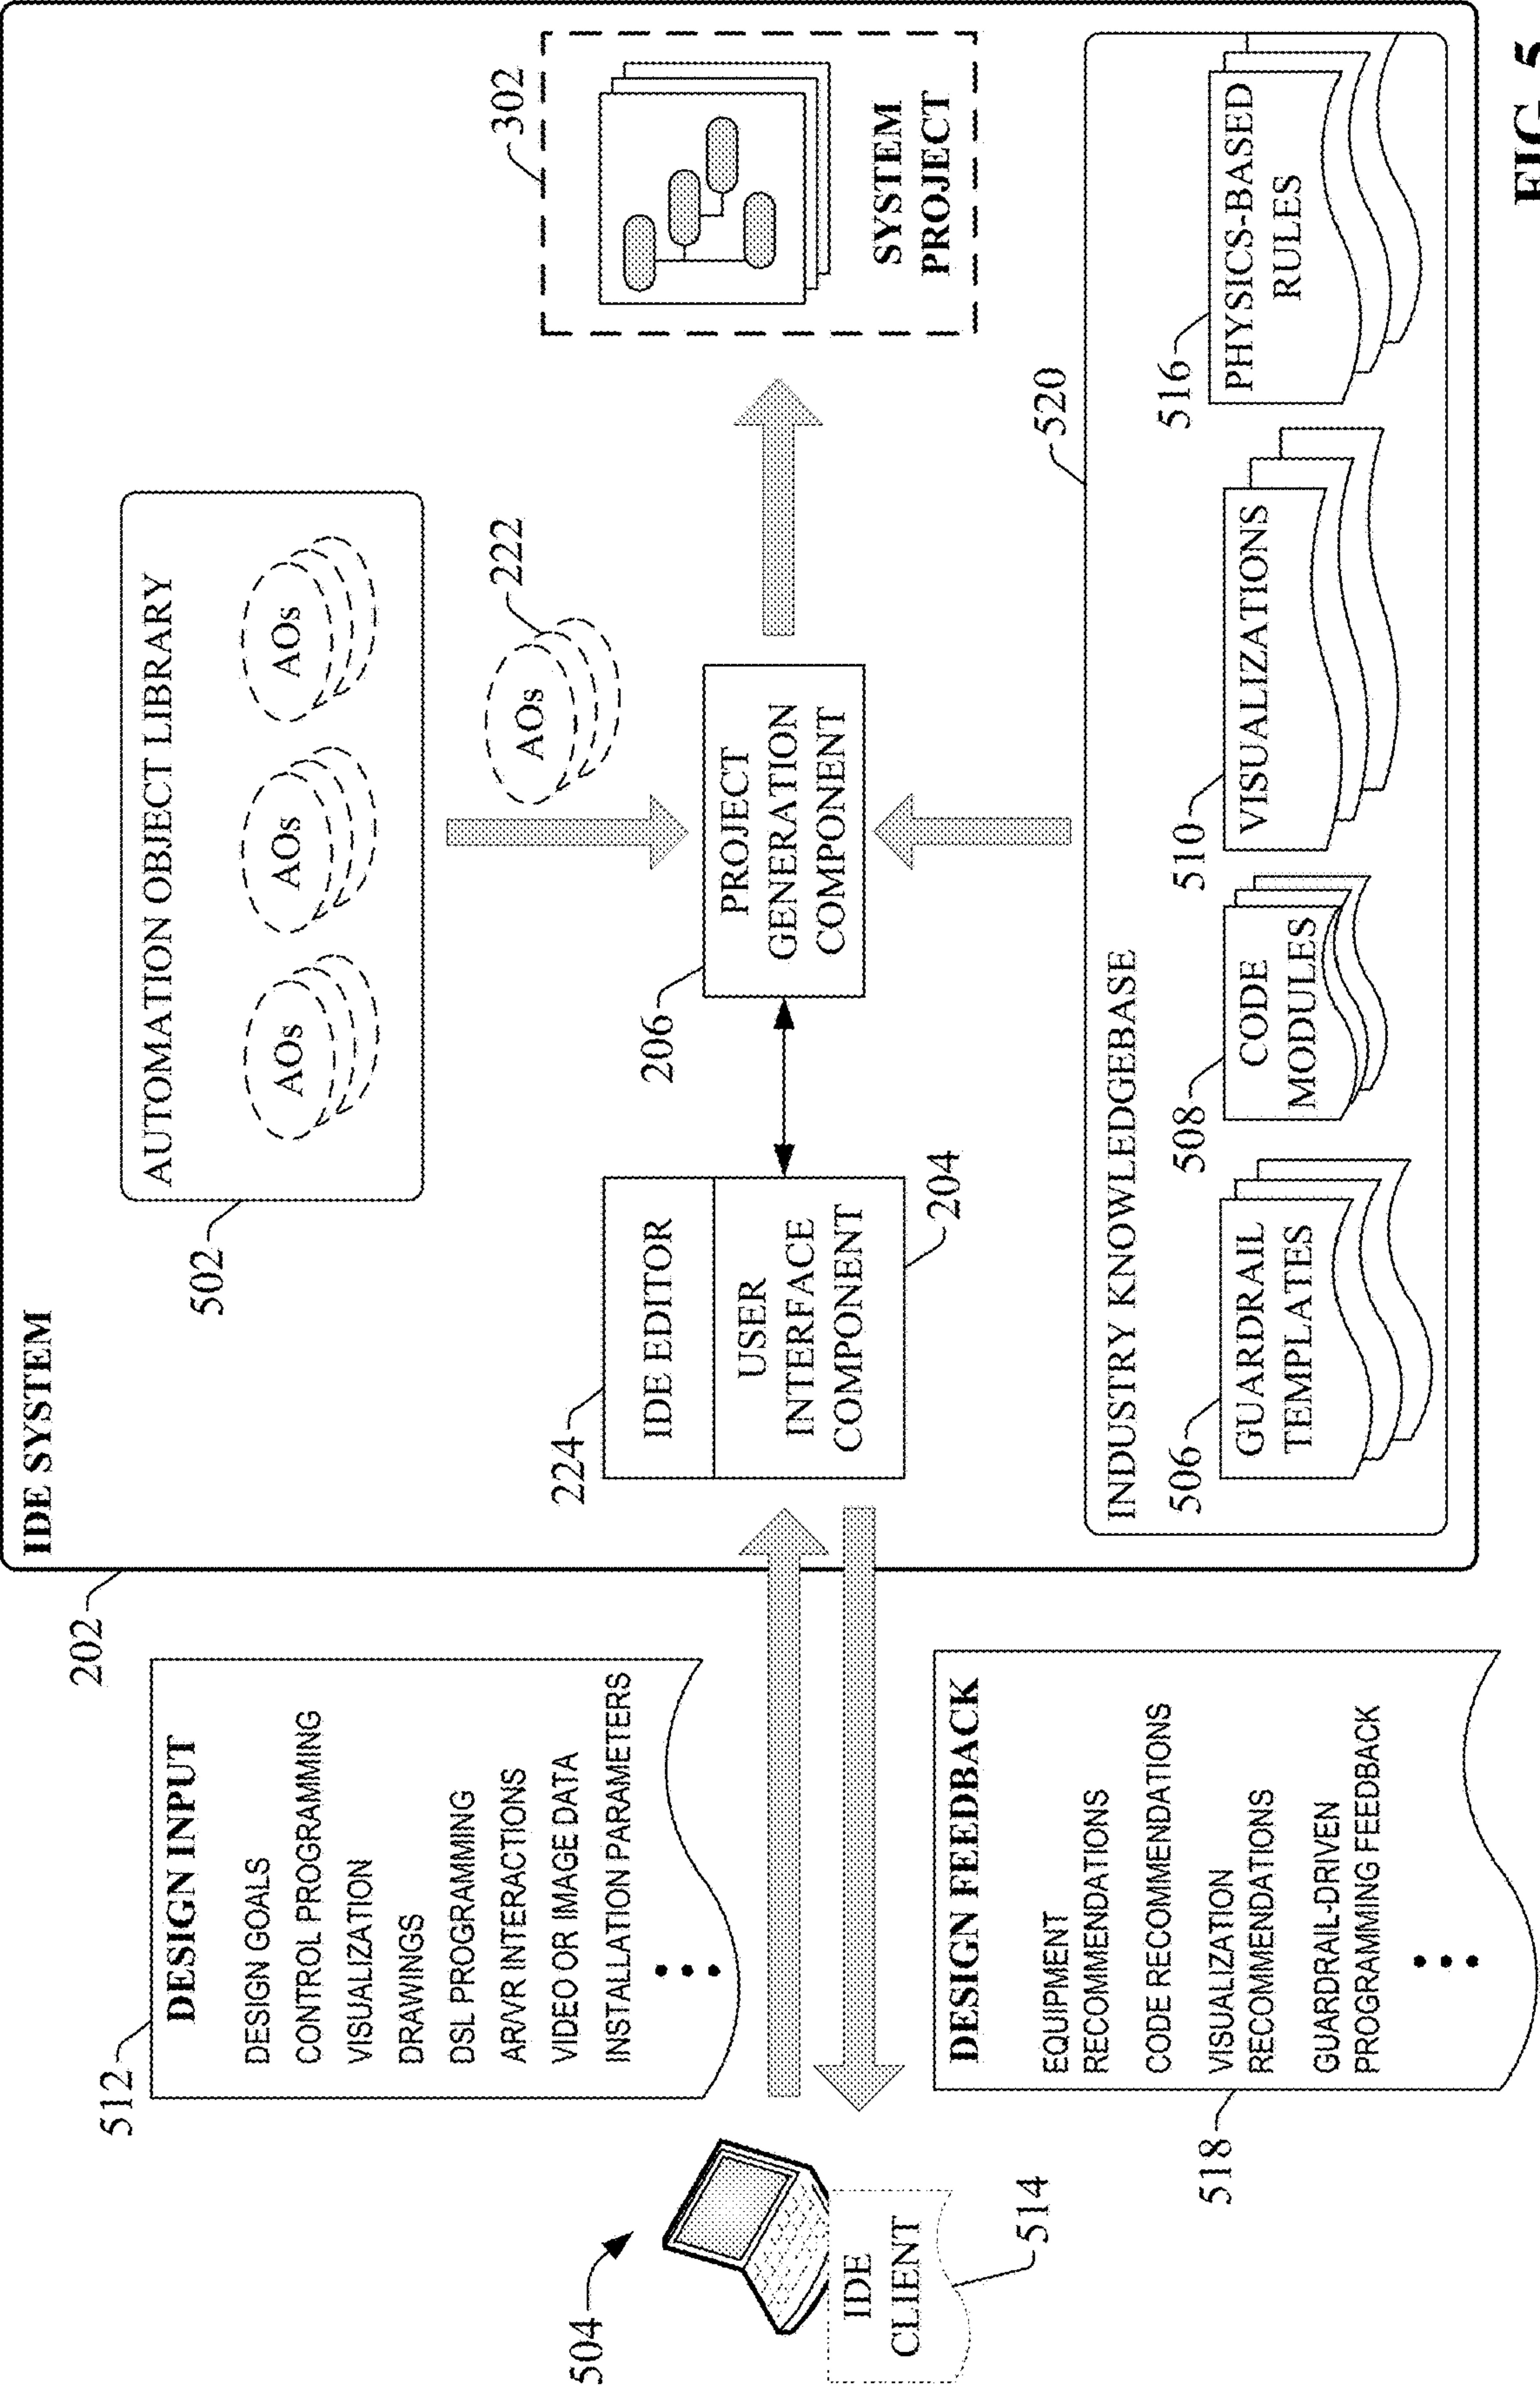 IDE SYSTEM
202
AUTOMATION OBJECT LIBRARY
AOs
AOs
AOs
502
AOs
222
302
SYSTEM
PROJECT
224
IDE EDITOR
USER
INTERFACE
COMPONENT
204
206
PROJECT
GENERATION
COMPONENT
520
INDUSTRY KNOWLEDGEBASE
506
GUARDRAIL
TEMPLATES
508
CODE
MODULES
510
VISUALIZATIONS
516
PHYSICS-BASED
RULES
512
DESIGN INPUT
DESIGN GOALS
CONTROL PROGRAMMING
VISUALIZATION
DRAWINGS
DSL PROGRAMMING
AR/VR INTERACTIONS
VIDEO OR IMAGE DATA
INSTALLATION PARAMETERS
504
IDE
CLIENT
514
518
DESIGN FEEDBACK
EQUIPMENT
RECOMMENDATIONS
CODE RECOMMENDATIONS
VISUALIZATION
RECOMMENDATIONS
GUARDRAIL-DRIVEN
PROGRAMMING FEEDBACK
FIG. 5